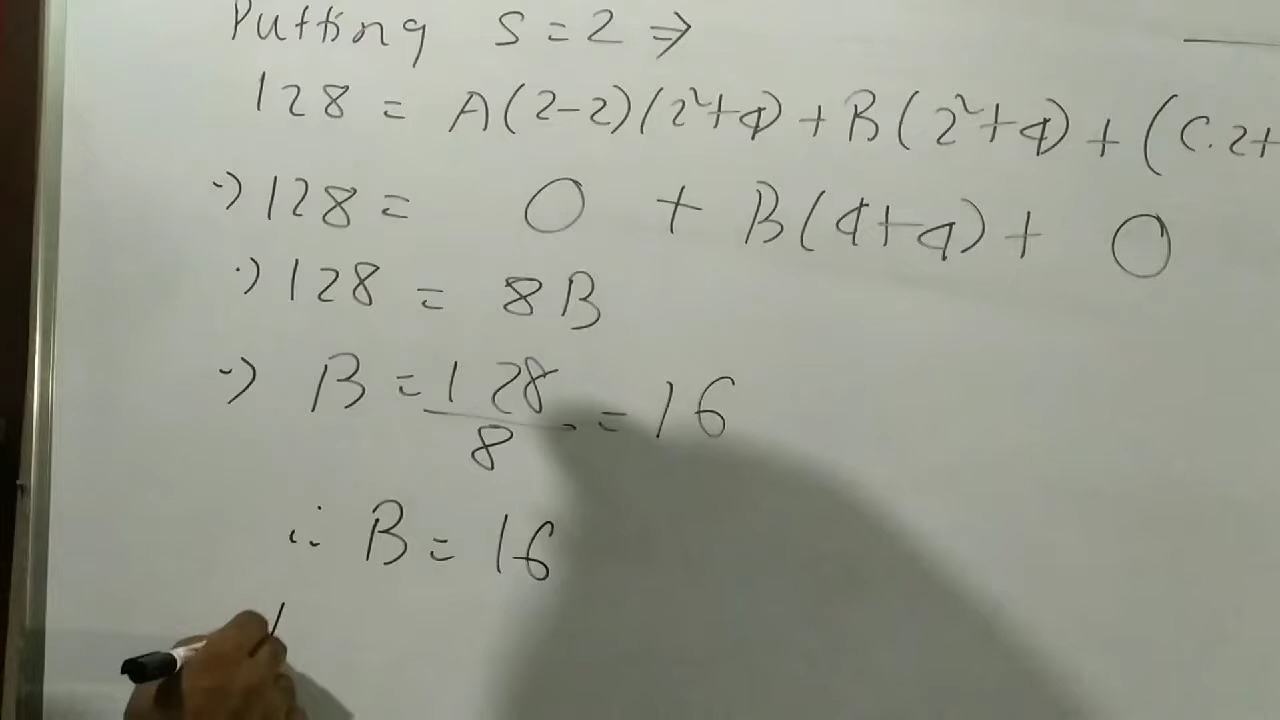 Putting S = 2 ⇒
128 = A(2-2)(2²+4) + B(2²+4) + (C.2+
⇒ 128 = 0 + B(4+4) + 0
⇒ 128 = 8B
⇒ B = 128/8 = 16
∴ B = 16